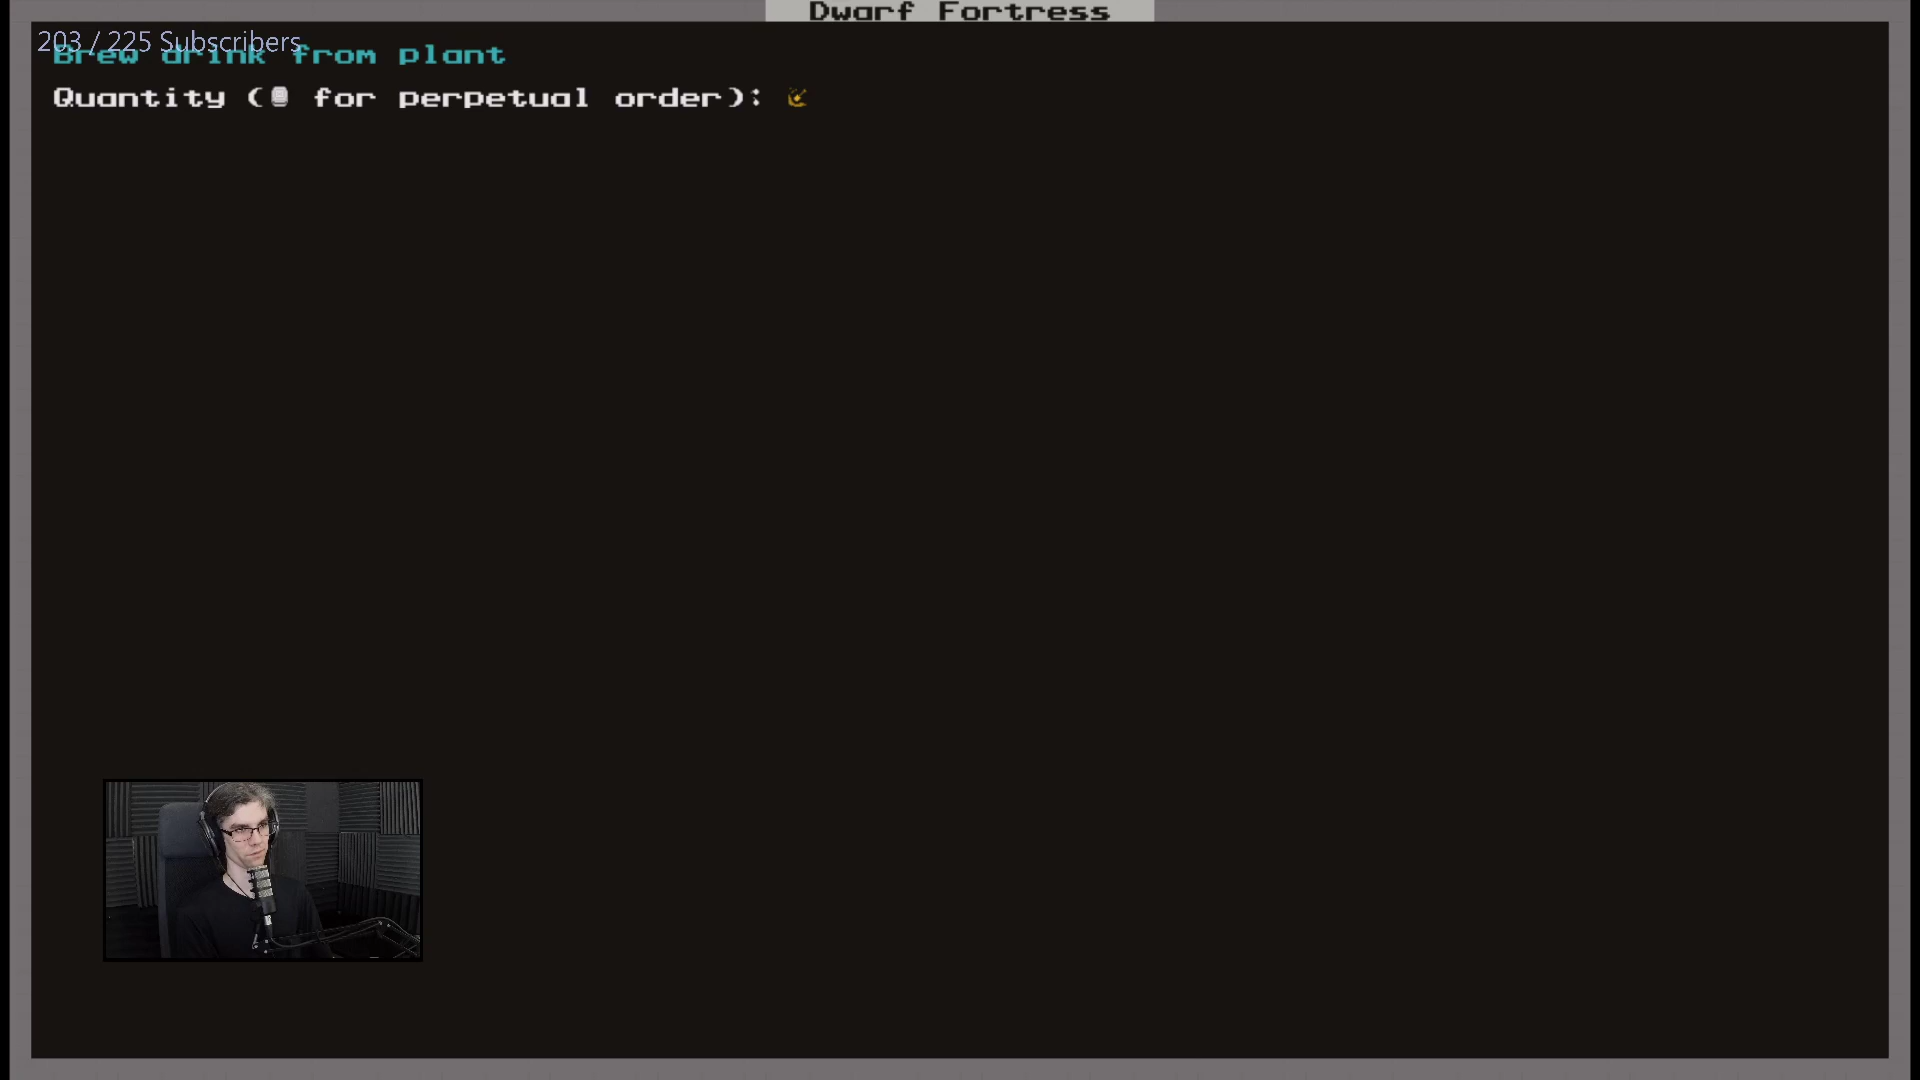 Dwarf Fortress
203 / 225 Subscribers
Brew drink from plant
Quantity (0 for perpetual order):